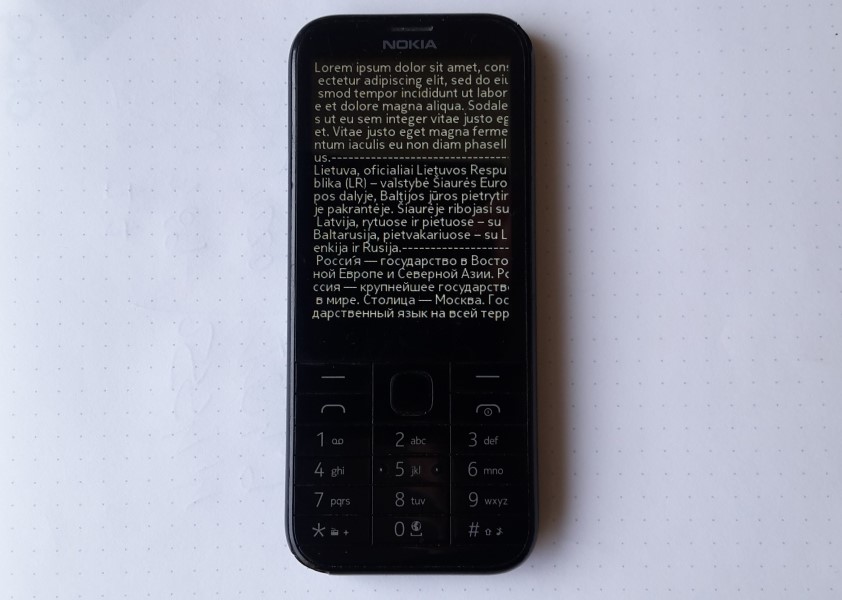 NOKIA
Lorem ipsum dolor sit amet, cons
ectetur adipiscing elit, sed do eiu
smod tempor incididunt ut labor
e et dolore magna aliqua. Sodale
s ut eu sem integer vitae justo eg
et. Vitae justo eget magna ferme
ntum iaculis eu non diam phasell
us.----------------------------------
Lietuva, oficialiai Lietuvos Respu
blika (LR) – valstybė Šiaurės Euro
pos dalyje, Baltijos jūros pietrytin
je pakrantėje. Šiaurėje ribojasi su
Latvija, rytuose ir pietuose – su
Baltarusija, pietvakariuose – su L
enkija ir Rusija.--------------------
Росси́я — государство в Восто
ной Европе и Северной Азии. Рс
ссия — крупнейшее государств
в мире. Столица — Москва. Гос
дарственный язык на всей терр
1 2 abc 3 def
4 ghi 5 jkl 6 mno
7 pqrs 8 tuv 9 wxyz
* + 0 #